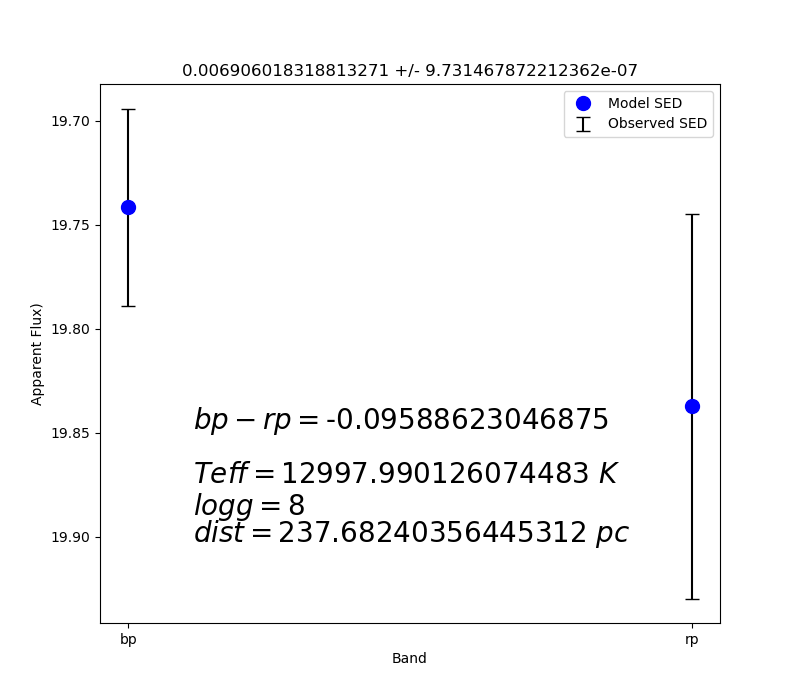 0.006906018318813271 +/- 9.731467872212362e-07
Model SED
Observed SED
19.70
19.75
19.80
19.85
19.90
Apparent Flux)
bp − rp = -0.09588623046875
Teff = 12997.990126074483 K
logg = 8
dist = 237.68240356445312 pc
bp
rp
Band